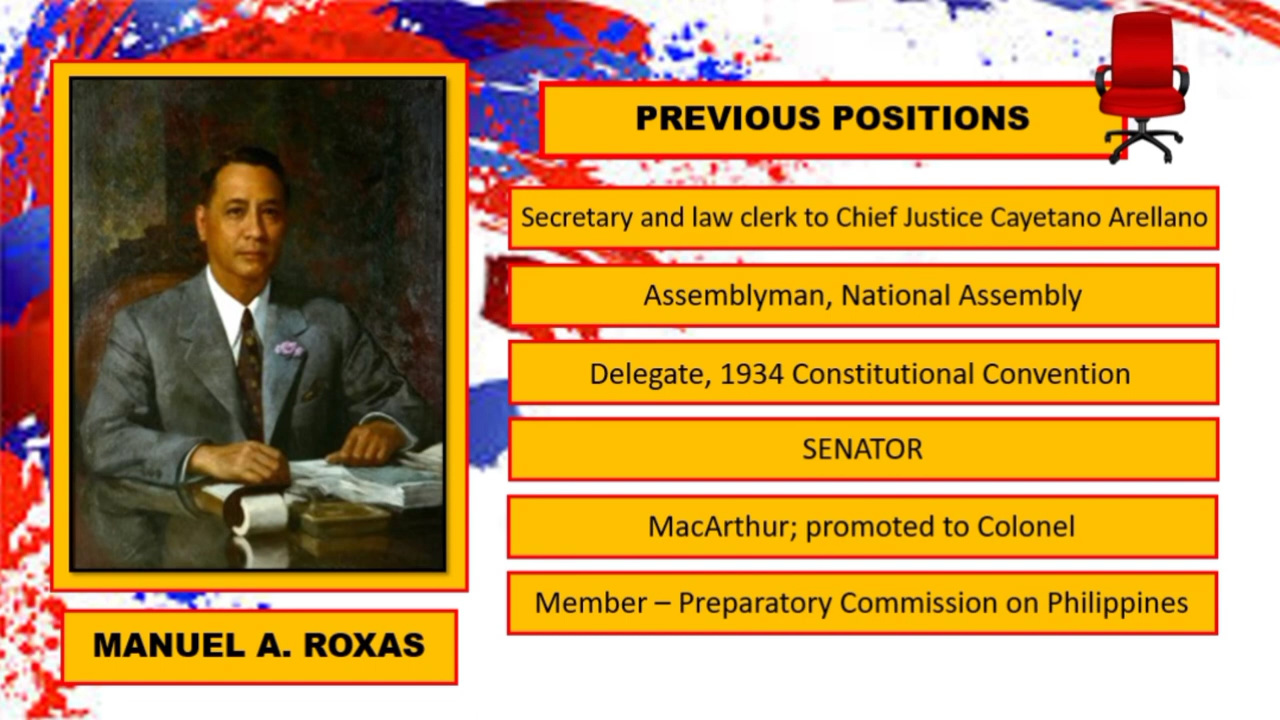 PREVIOUS POSITIONS
Secretary and law clerk to Chief Justice Cayetano Arellano
Assemblyman, National Assembly
Delegate, 1934 Constitutional Convention
SENATOR
MacArthur; promoted to Colonel
Member – Preparatory Commission on Philippines
MANUEL A. ROXAS